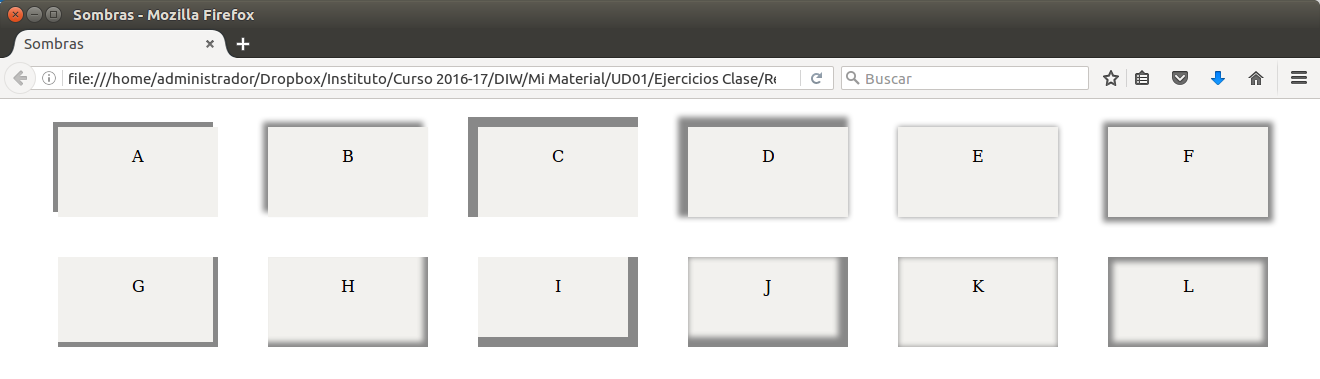 Sombras - Mozilla Firefox
Sombras
file:///home/administrador/Dropbox/Instituto/Curso 2016-17/DIW/Mi Material/UD01/Ejercicios Clase/Re
Buscar
A B C D E F
G H I J K L